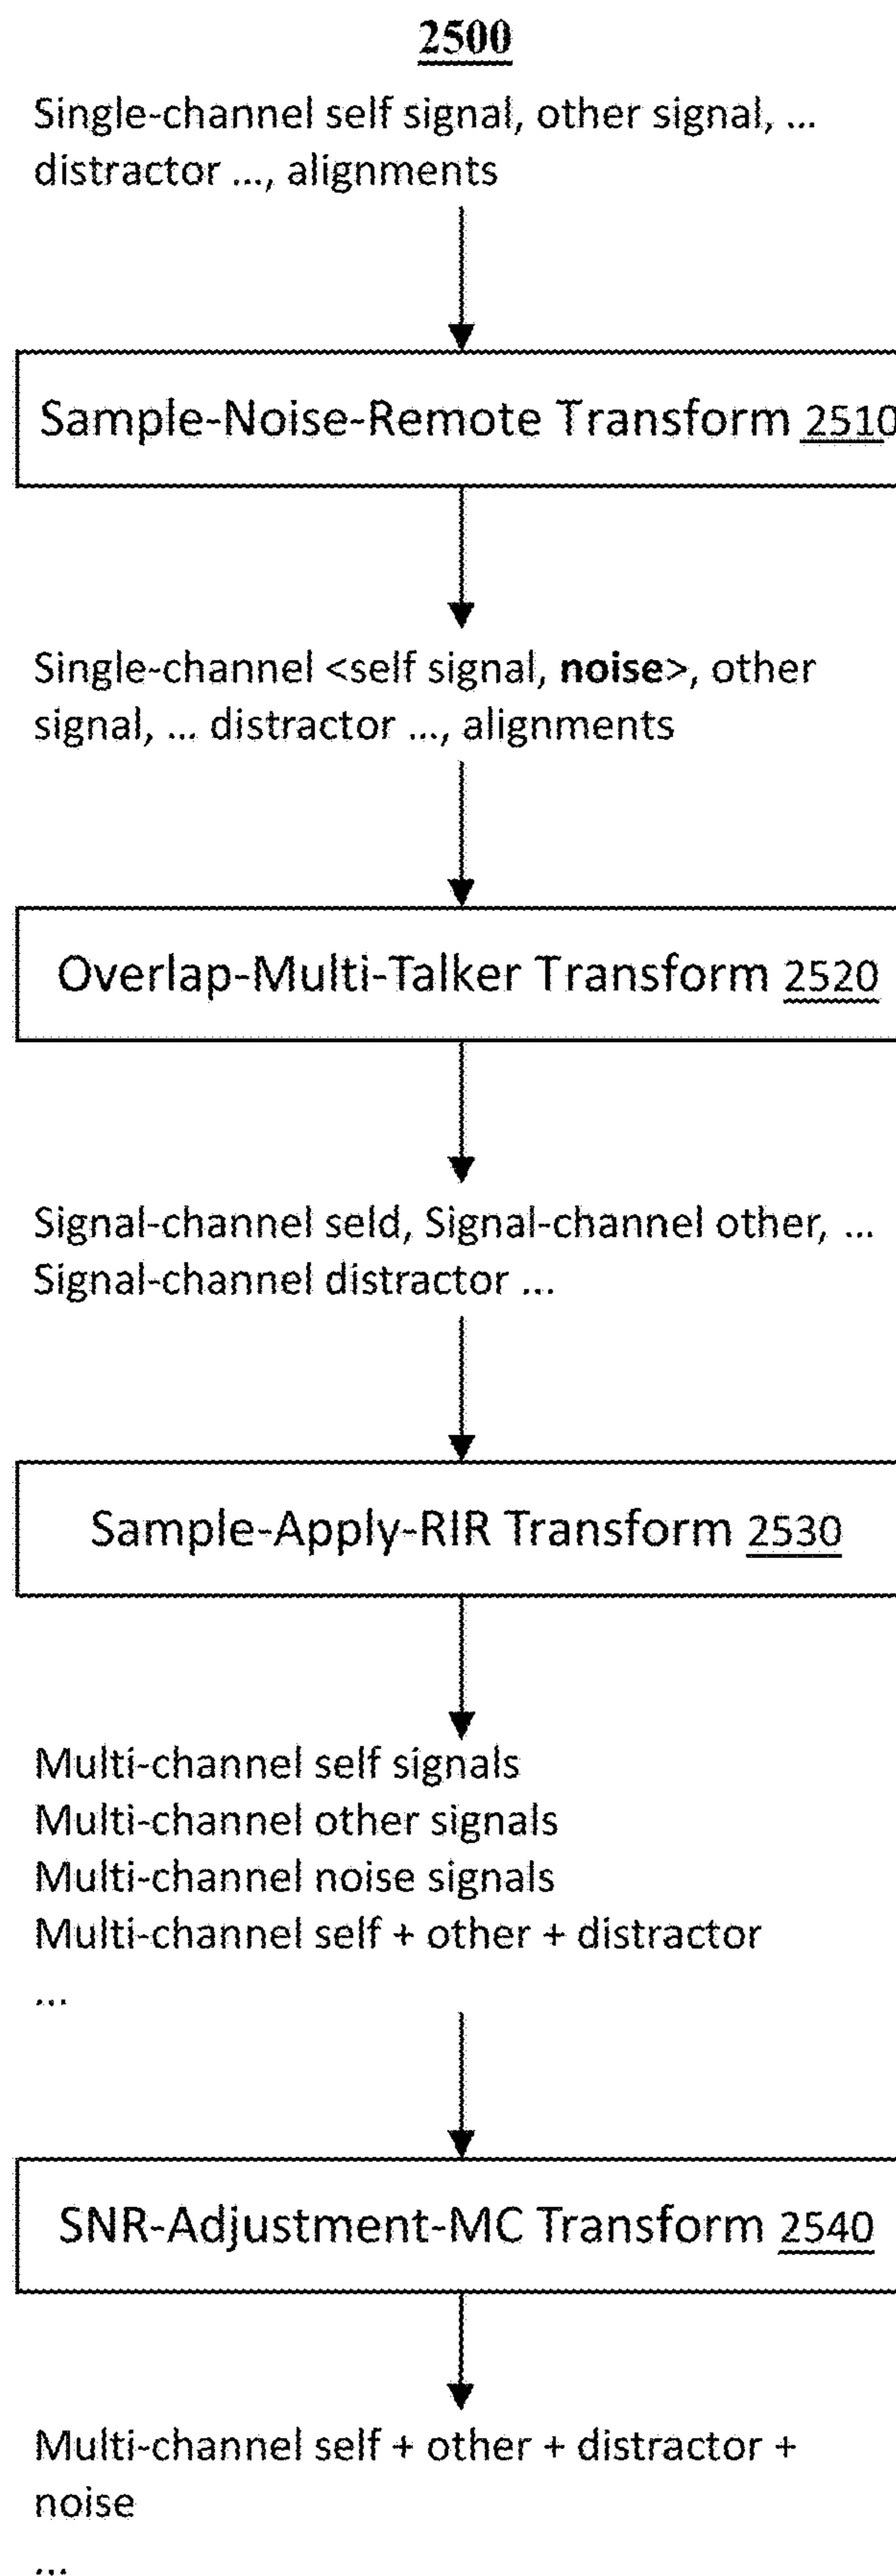 2500
Single-channel self signal, other signal, ...
distractor ..., alignments
Sample-Noise-Remote Transform 2510
Single-channel <self signal, noise>, other
signal, ... distractor ..., alignments
Overlap-Multi-Talker Transform 2520
Signal-channel seld, Signal-channel other, ...
Signal-channel distractor ...
Sample-Apply-RIR Transform 2530
Multi-channel self signals
Multi-channel other signals
Multi-channel noise signals
Multi-channel self + other + distractor
...
SNR-Adjustment-MC Transform 2540
Multi-channel self + other + distractor +
noise
...